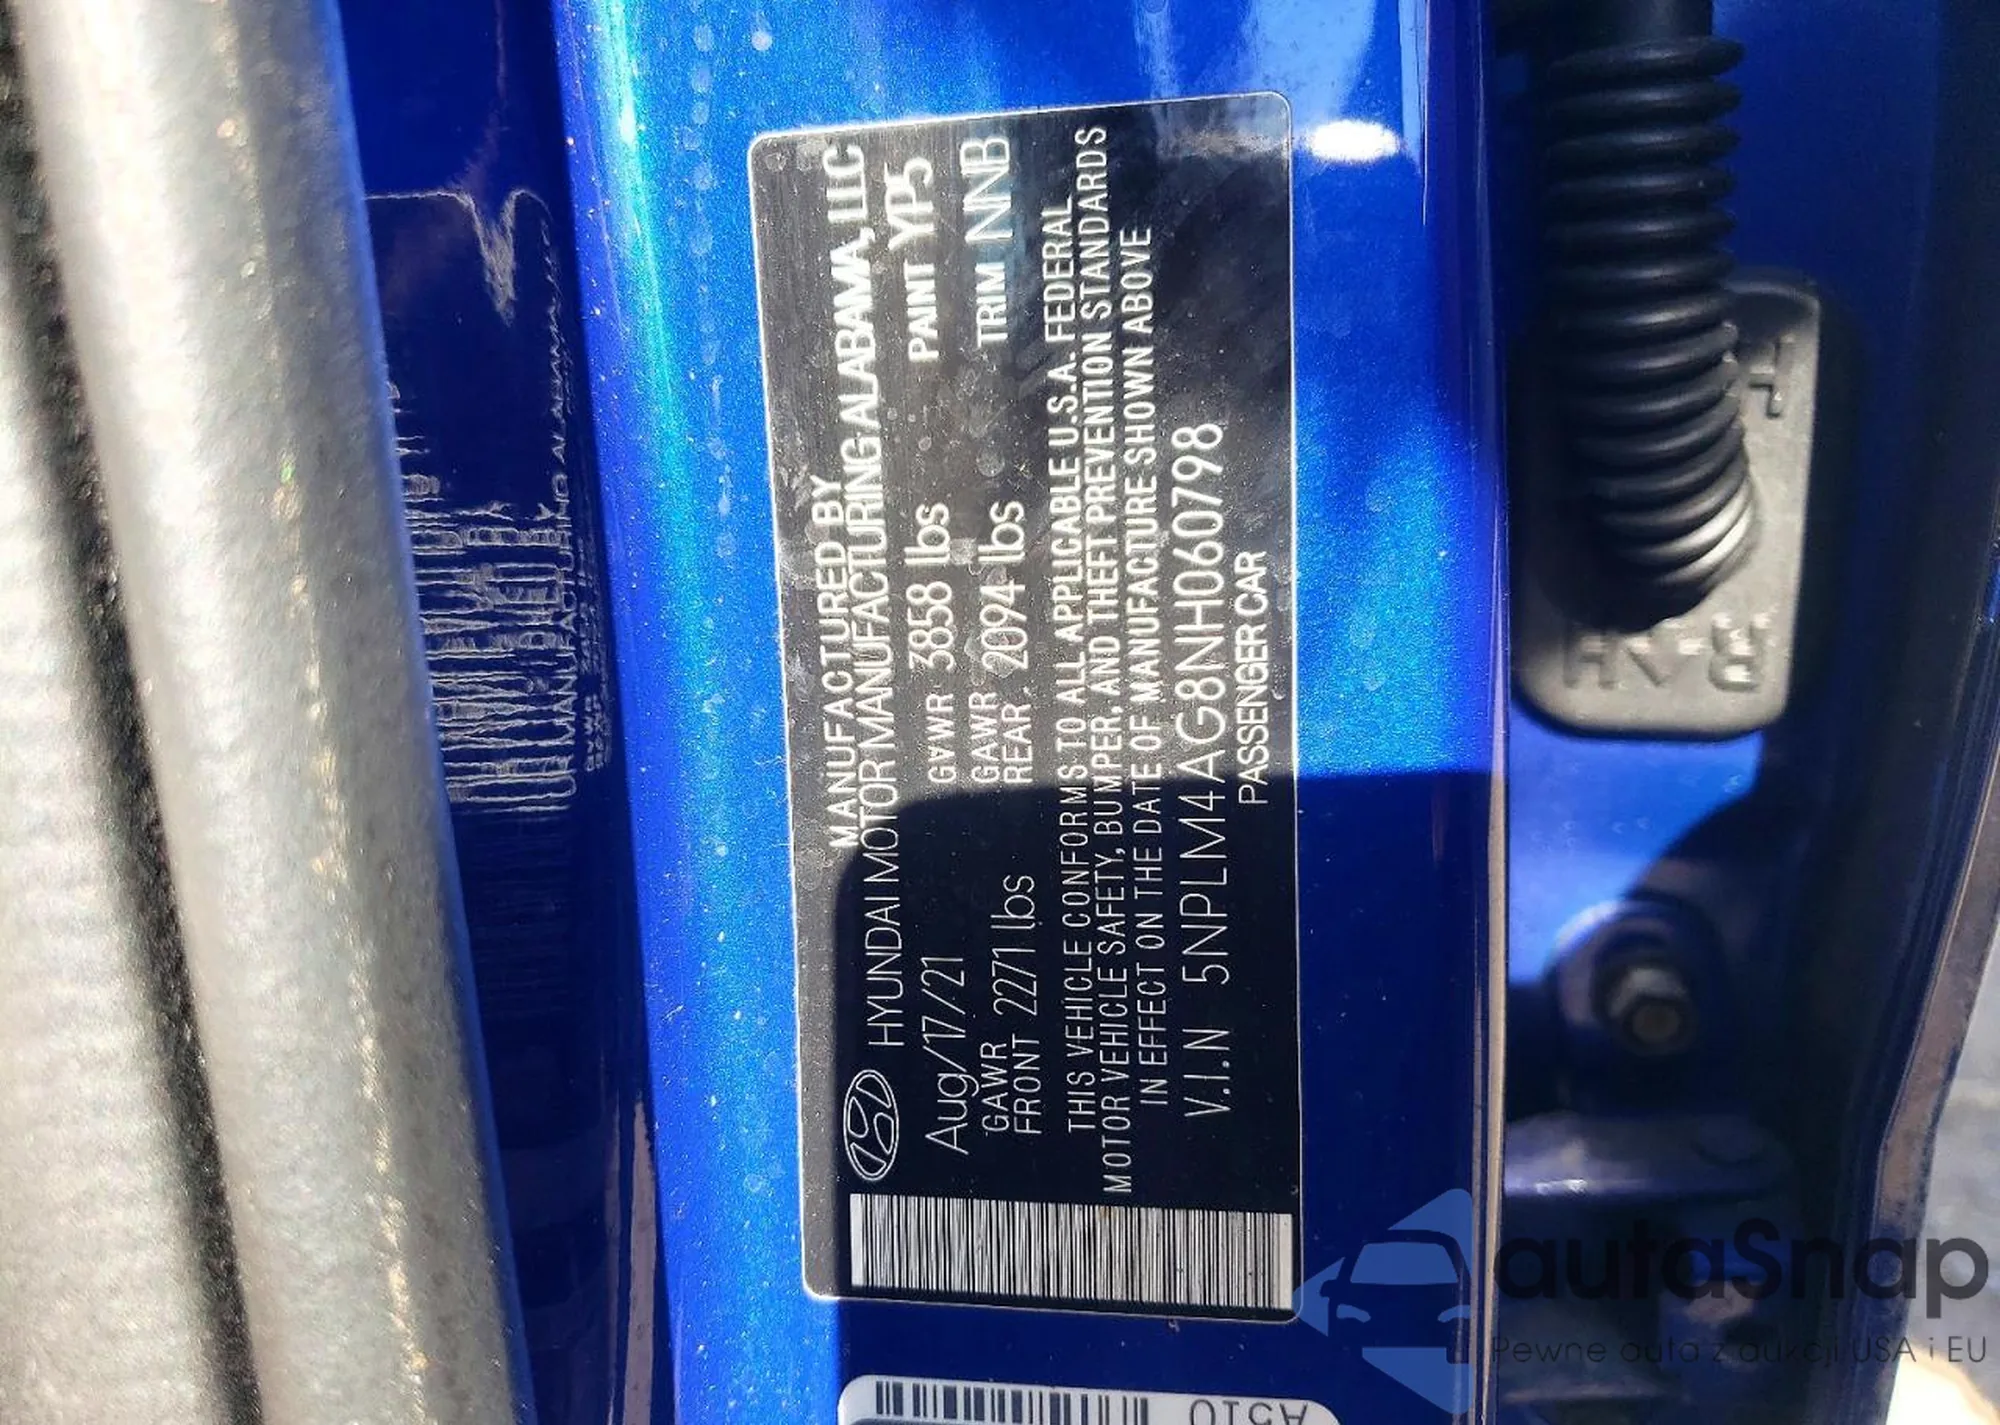 MANUFACTURED BY
HYUNDAI MOTOR MANUFACTURING ALABAMA, LLC
Aug/17/21 GVWR 3858 lbs PAINT YP5
GAWR FRONT 2271 lbs GAWR REAR 2094 lbs TRIM NNB
THIS VEHICLE CONFORMS TO ALL APPLICABLE U.S.A. FEDERAL
MOTOR VEHICLE SAFETY, BUMPER, AND THEFT PREVENTION STANDARDS
IN EFFECT ON THE DATE OF MANUFACTURE SHOWN ABOVE
V.I.N 5NPLM4AG8NH060798
PASSENGER CAR
A510
autaSnap
Pewne auta z aukcji USA i EU